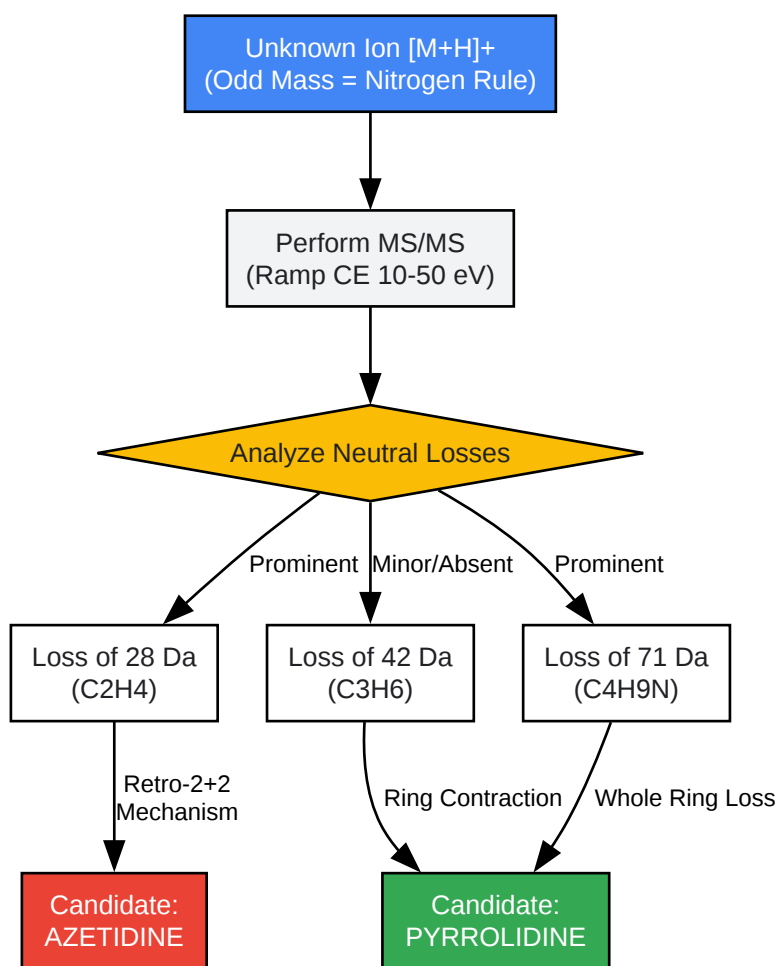 Unknown Ion [M+H]+
(Odd Mass = Nitrogen Rule)
Perform MS/MS
(Ramp CE 10-50 eV)
Analyze Neutral Losses
Prominent
Minor/Absent
Prominent
Loss of 28 Da
(C2H4)
Loss of 42 Da
(C3H6)
Loss of 71 Da
(C4H9N)
Retro-2+2
Mechanism
Ring Contraction
Whole Ring Loss
Candidate:
AZETIDINE
Candidate:
PYRROLIDINE